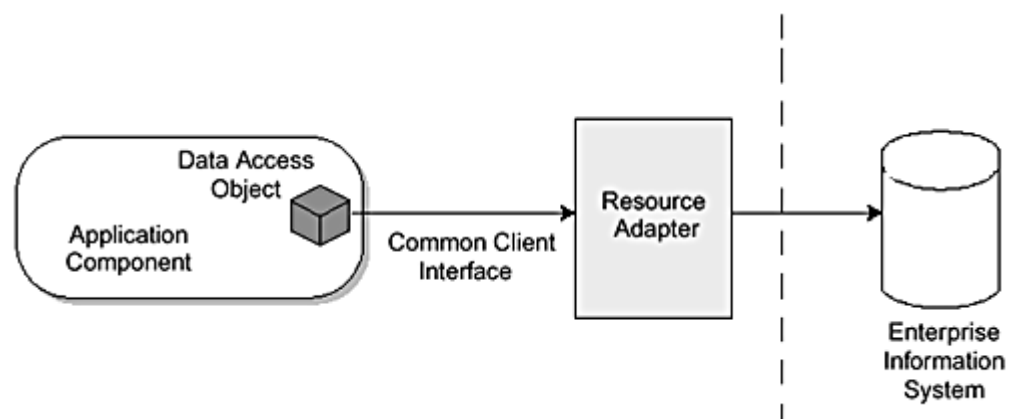 Data Access
Object
Application
Component
Common Client
Interface
Resource
Adapter
Enterprise
Information
System